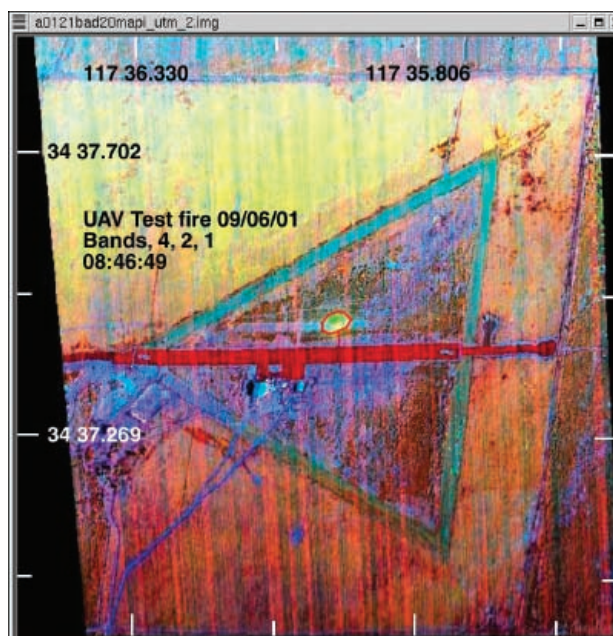 a0121bad20mapi_utm_2.img
117 36.330 117 35.806
34 37.702
UAV Test fire 09/06/01
Bands, 4, 2, 1
08:46:49
34 37.269